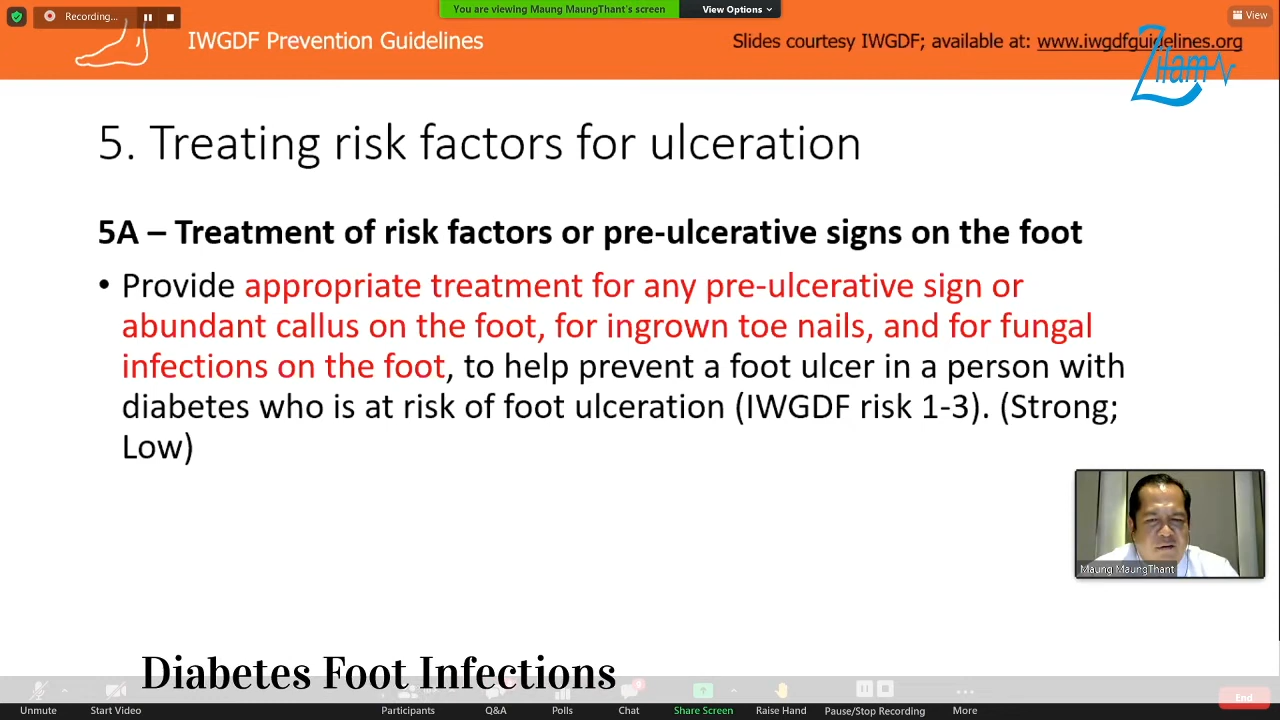 Recording...
You are viewing Maung MaungThant's screen
View Options
View
IWGDF Prevention Guidelines
Slides courtesy IWGDF; available at: www.iwgdfguidelines.org
Zifam
5. Treating risk factors for ulceration
5A – Treatment of risk factors or pre-ulcerative signs on the foot
• Provide appropriate treatment for any pre-ulcerative sign or
abundant callus on the foot, for ingrown toe nails, and for fungal
infections on the foot, to help prevent a foot ulcer in a person with
diabetes who is at risk of foot ulceration (IWGDF risk 1-3). (Strong;
Low)
Maung MaungThant
Diabetes Foot Infections
Unmute
Start Video
Participants
Q&A
Polls
Chat
Share Screen
Raise Hand
Pause/Stop Recording
More
End